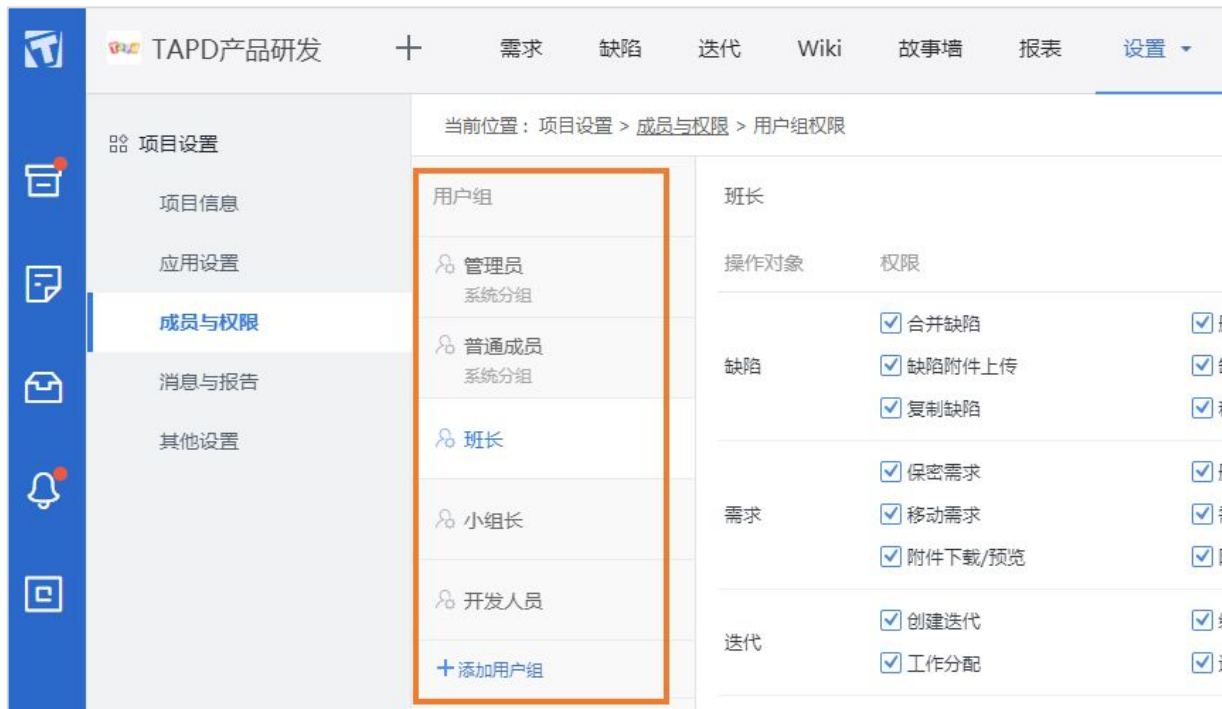 TAPD产品研发
需求 缺陷 迭代 Wiki 故事墙 报表 设置
项目设置
项目信息
应用设置
成员与权限
消息与报告
其他设置
当前位置：项目设置 > 成员与权限 > 用户组权限
用户组
管理员
系统分组
普通成员
系统分组
班长
小组长
开发人员
+添加用户组
班长
操作对象 权限
缺陷
合并缺陷
缺陷附件上传
复制缺陷
需求
保密需求
移动需求
附件下载/预览
迭代
创建迭代
工作分配